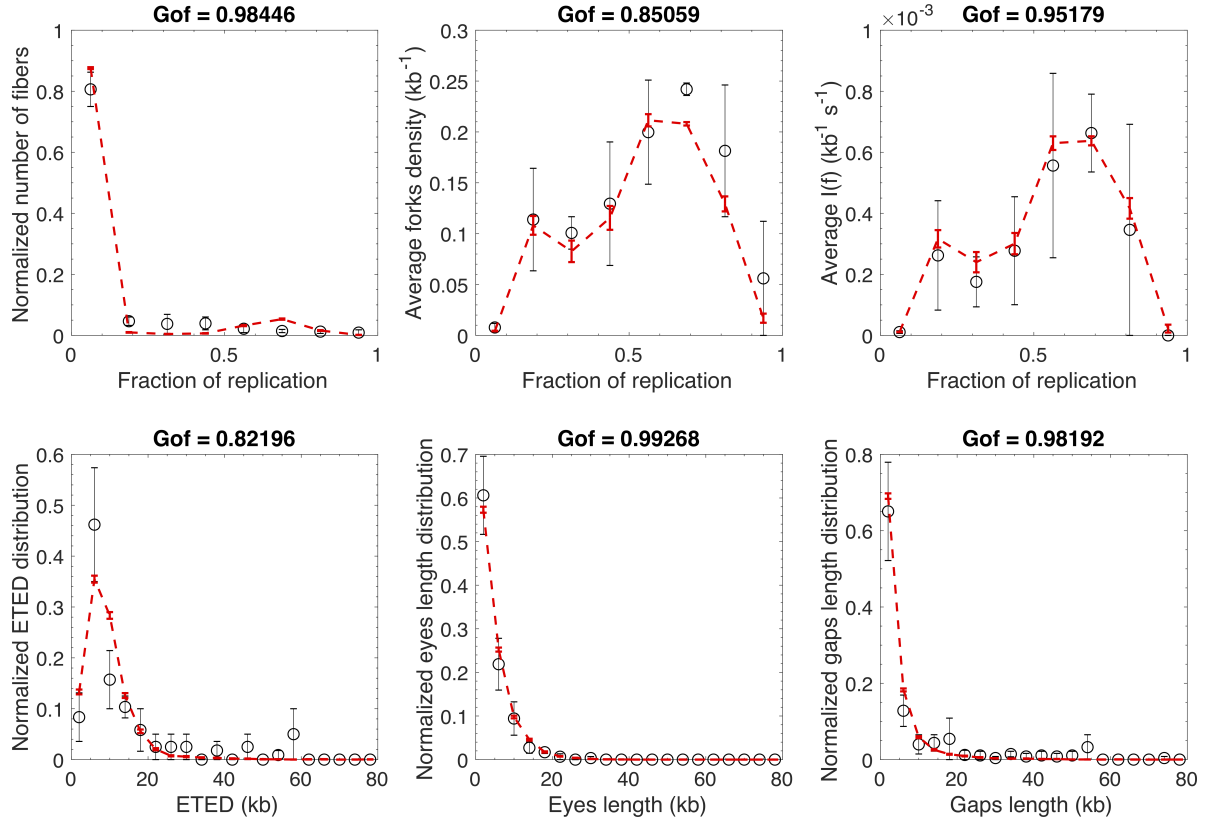 Gof = 0.98446
Normalized number of fibers
1
0.8
0.6
0.4
0.2
0
0 0.5 1
Fraction of replication
Gof = 0.85059
Average forks density (kb-1)
0.3
0.25
0.2
0.15
0.1
0.05
0
0 0.5 1
Fraction of replication
Gof = 0.95179
×10-3
Average I(f) (kb-1 s-1)
1
0.8
0.6
0.4
0.2
0
0 0.5 1
Fraction of replication
Gof = 0.82196
Normalized ETED distribution
0.6
0.5
0.4
0.3
0.2
0.1
0
0 20 40 60 80
ETED (kb)
Gof = 0.99268
Normalized eyes length distribution
0.7
0.6
0.5
0.4
0.3
0.2
0.1
0
0 20 40 60 80
Eyes length (kb)
Gof = 0.98192
Normalized gaps length distribution
0.8
0.6
0.4
0.2
0
0 20 40 60 80
Gaps length (kb)